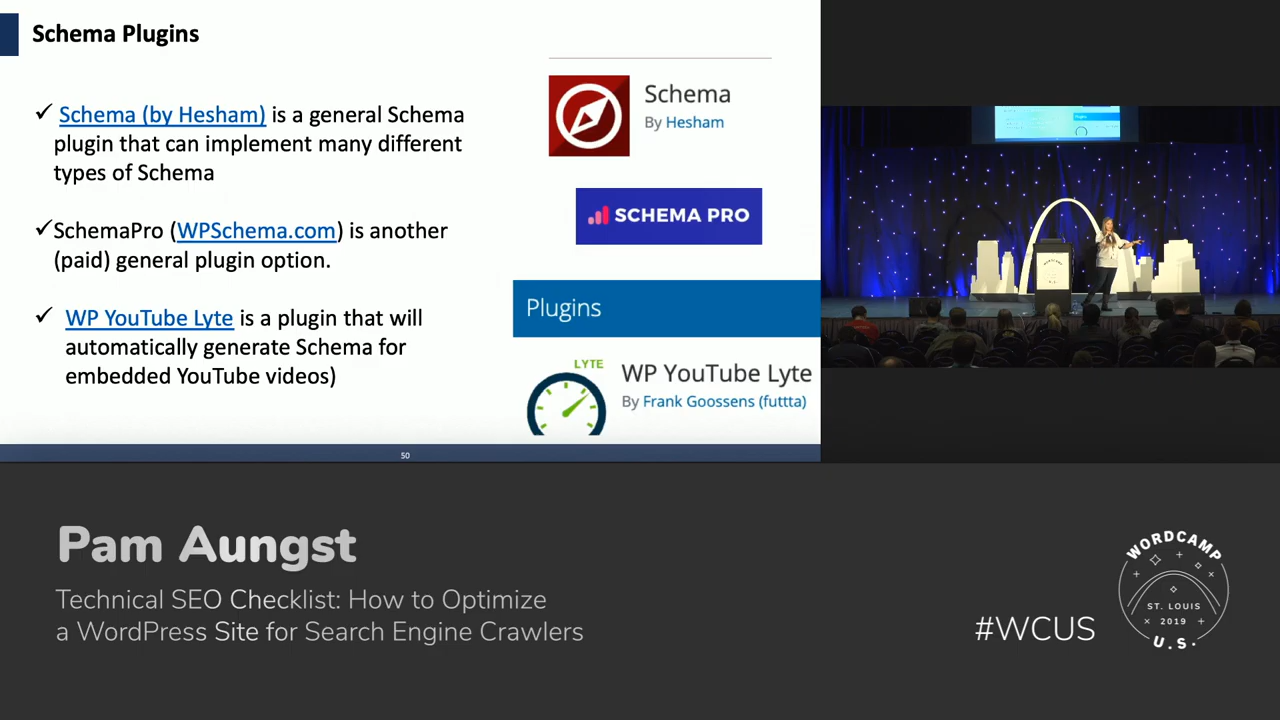 Schema Plugins
✓ Schema (by Hesham) is a general Schema
plugin that can implement many different
types of Schema
✓SchemaPro (WPSchema.com) is another
(paid) general plugin option.
✓ WP YouTube Lyte is a plugin that will
automatically generate Schema for
embedded YouTube videos)
Schema
By Hesham
SCHEMA PRO
Plugins
LYTE
WP YouTube Lyte
By Frank Goossens (futtta)
50
Plugins
WORDCAMP
U.S.
Pam Aungst
Technical SEO Checklist: How to Optimize
a WordPress Site for Search Engine Crawlers
#WCUS
WORDCAMP
ST. LOUIS
2019
U.S.